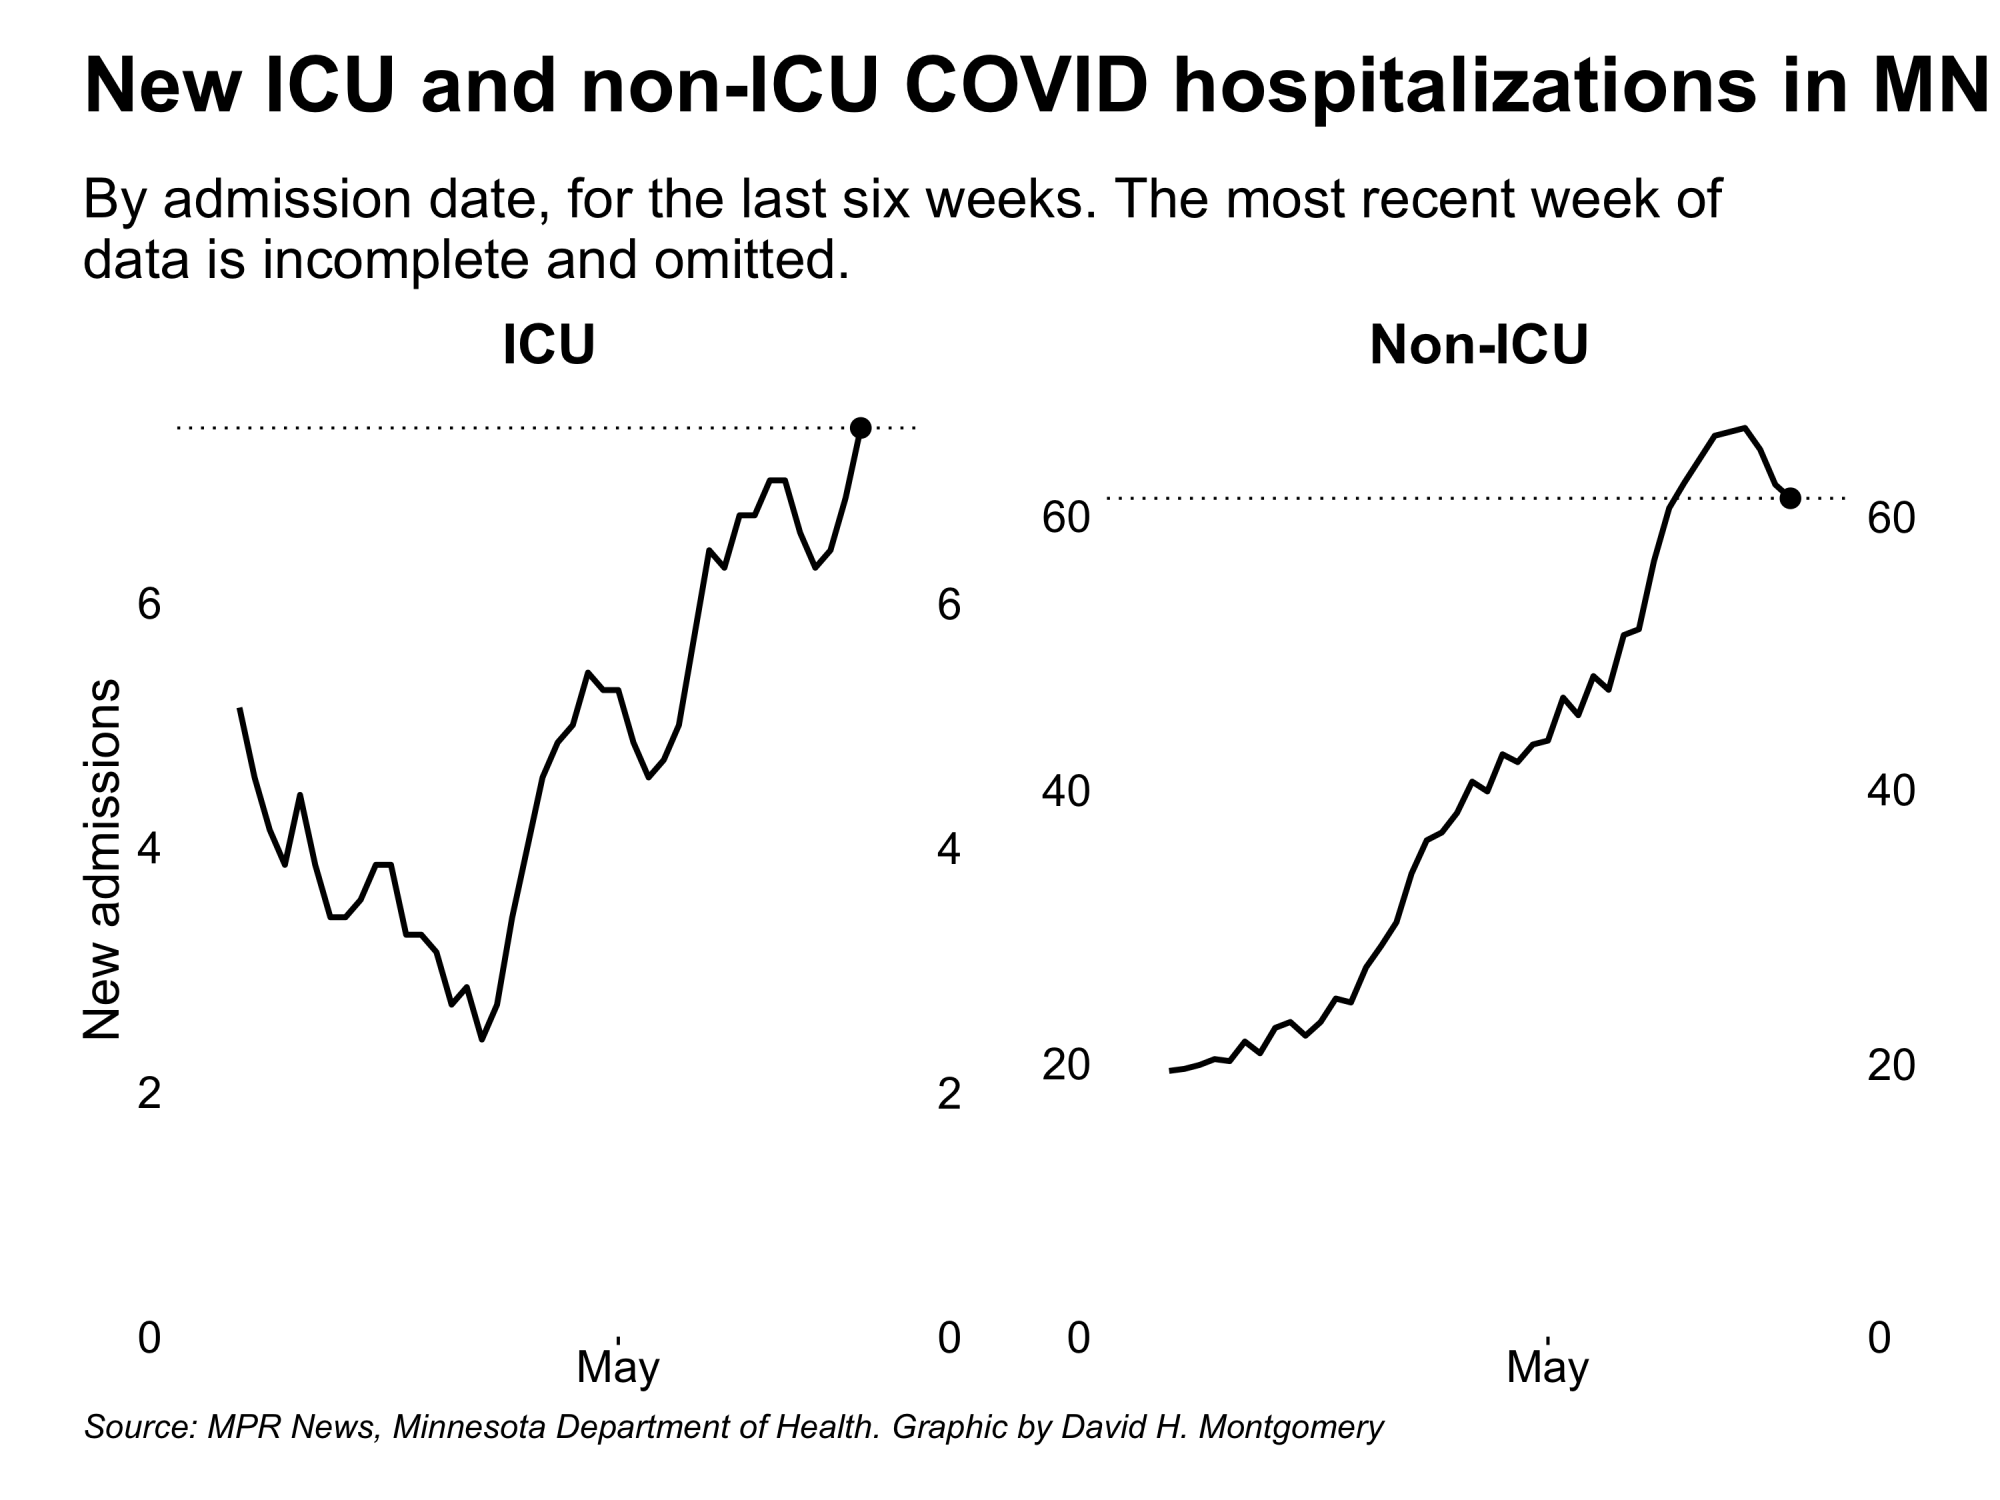 New ICU and non-ICU COVID hospitalizations in MN
By admission date, for the last six weeks. The most recent week of
data is incomplete and omitted.
ICU
New admissions
6
4
2
0
6
4
2
0
May
Non-ICU
60
40
20
0
60
40
20
0
May
Source: MPR News, Minnesota Department of Health. Graphic by David H. Montgomery